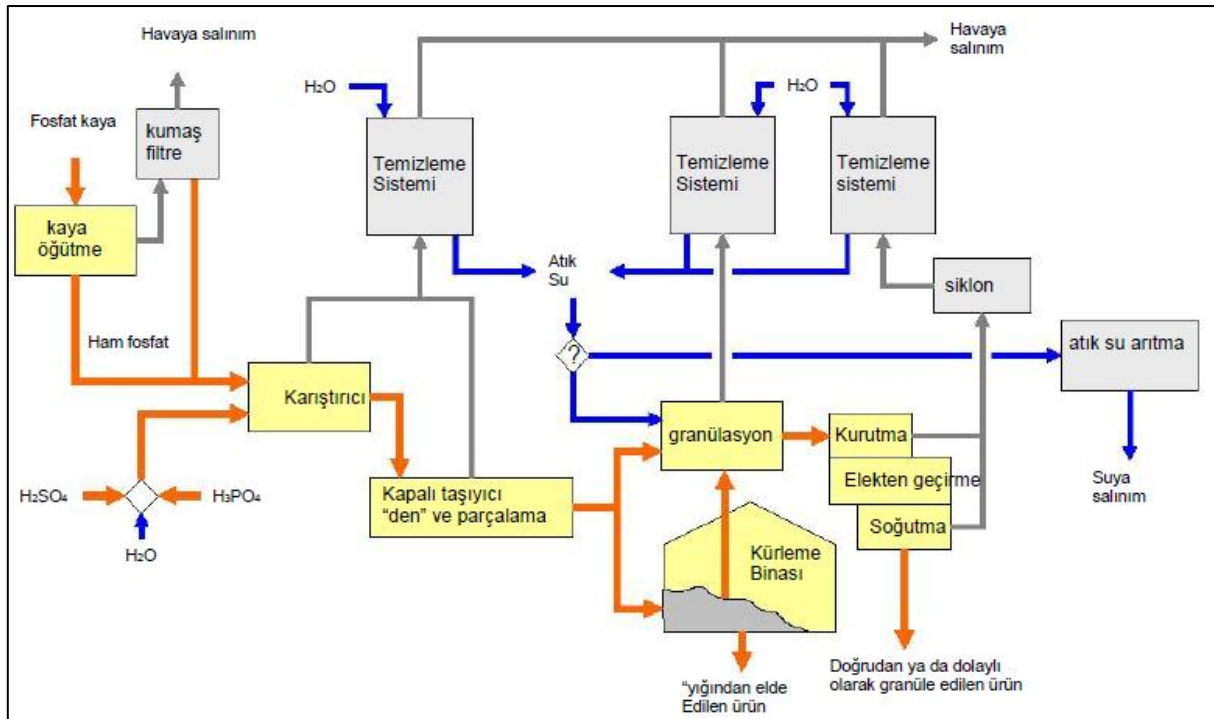 Havaya salınım
Havaya
salınım
H₂O
H₂O
Fosfat kaya
kumaş
filtre
Temizleme
Sistemi
Temizleme
Sistemi
Temizleme
sistemi
kaya
öğütme
Atık
Su
siklon
Ham fosfat
?
atık su arıtma
Karıştırıcı
granülasyon
Kurutma
Elekten geçirme
Soğutma
H₂SO₄
H₃PO₄
H₂O
Kapalı taşıyıcı
"den" ve parçalama
Suya
salınım
Kürleme
Binası
"yığından elde
Edilen ürün
Doğrudan ya da dolaylı
olarak granüle edilen ürün